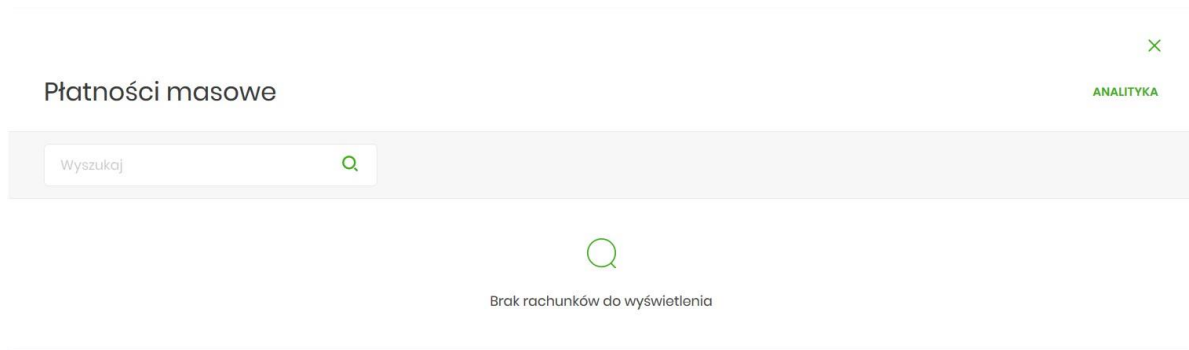 Płatności masowe
ANALITYKA
Wyszukaj
Brak rachunków do wyświetlenia